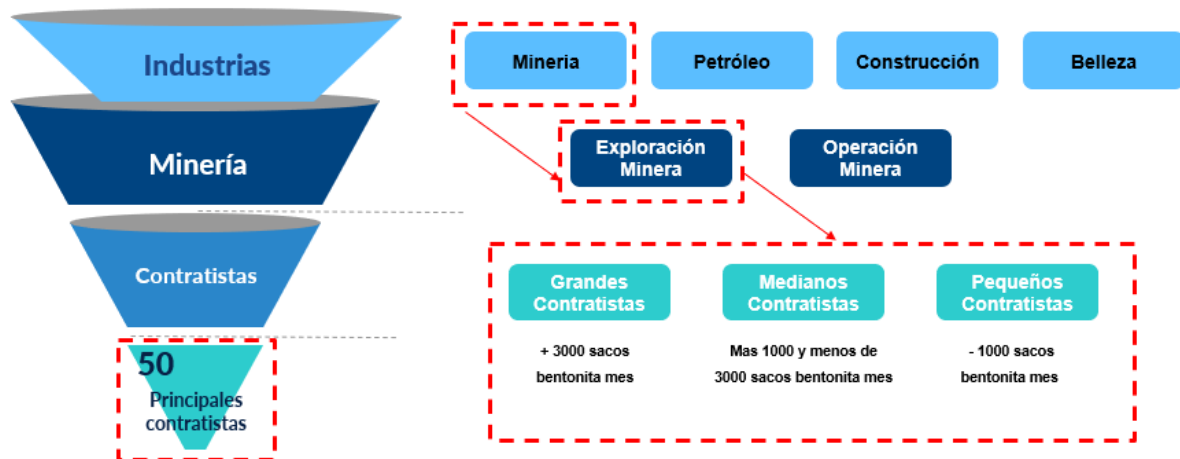 Industrias
Minería
Contratistas
50
Principales
contratistas
Mineria
Petróleo
Construcción
Belleza
Exploración
Minera
Operación
Minera
Grandes
Contratistas
Medianos
Contratistas
Pequeños
Contratistas
+ 3000 sacos
bentonita mes
Mas 1000 y menos de
3000 sacos bentonita mes
- 1000 sacos
bentonita mes